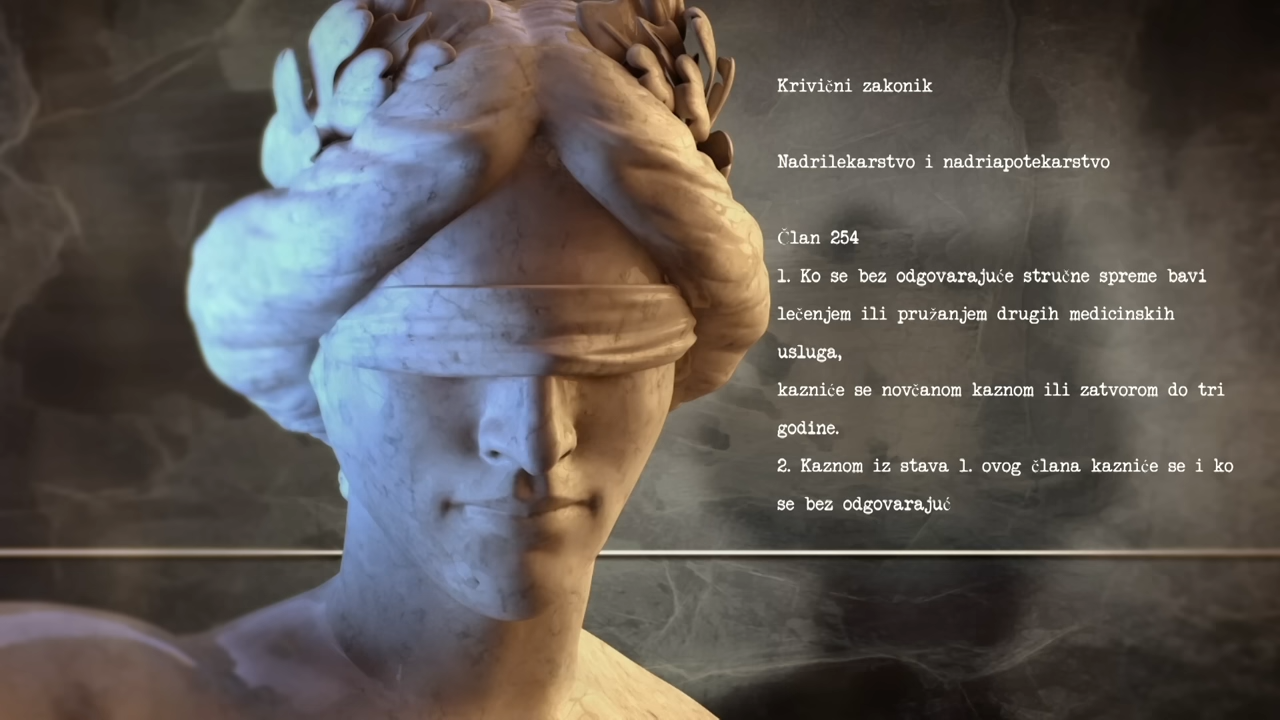 Krivični zakonik
Nadrilekarstvo i nadriapotekarstvo
Član 254
1. Ko se bez odgovarajuće stručne spreme bavi
lečenjem ili pružanjem drugih medicinskih
usluga,
kazniće se novčanom kaznom ili zatvorom do tri
godine.
2. Kaznom iz stava 1. ovog člana kazniće se i ko
se bez odgovarajuć